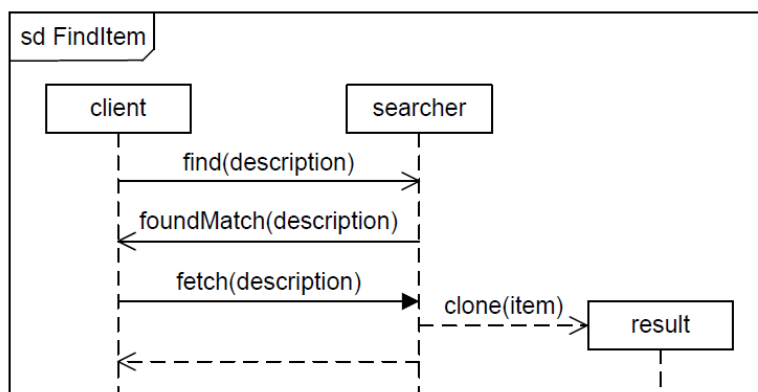 sd FindItem
client
searcher
find(description)
foundMatch(description)
fetch(description)
clone(item)
result